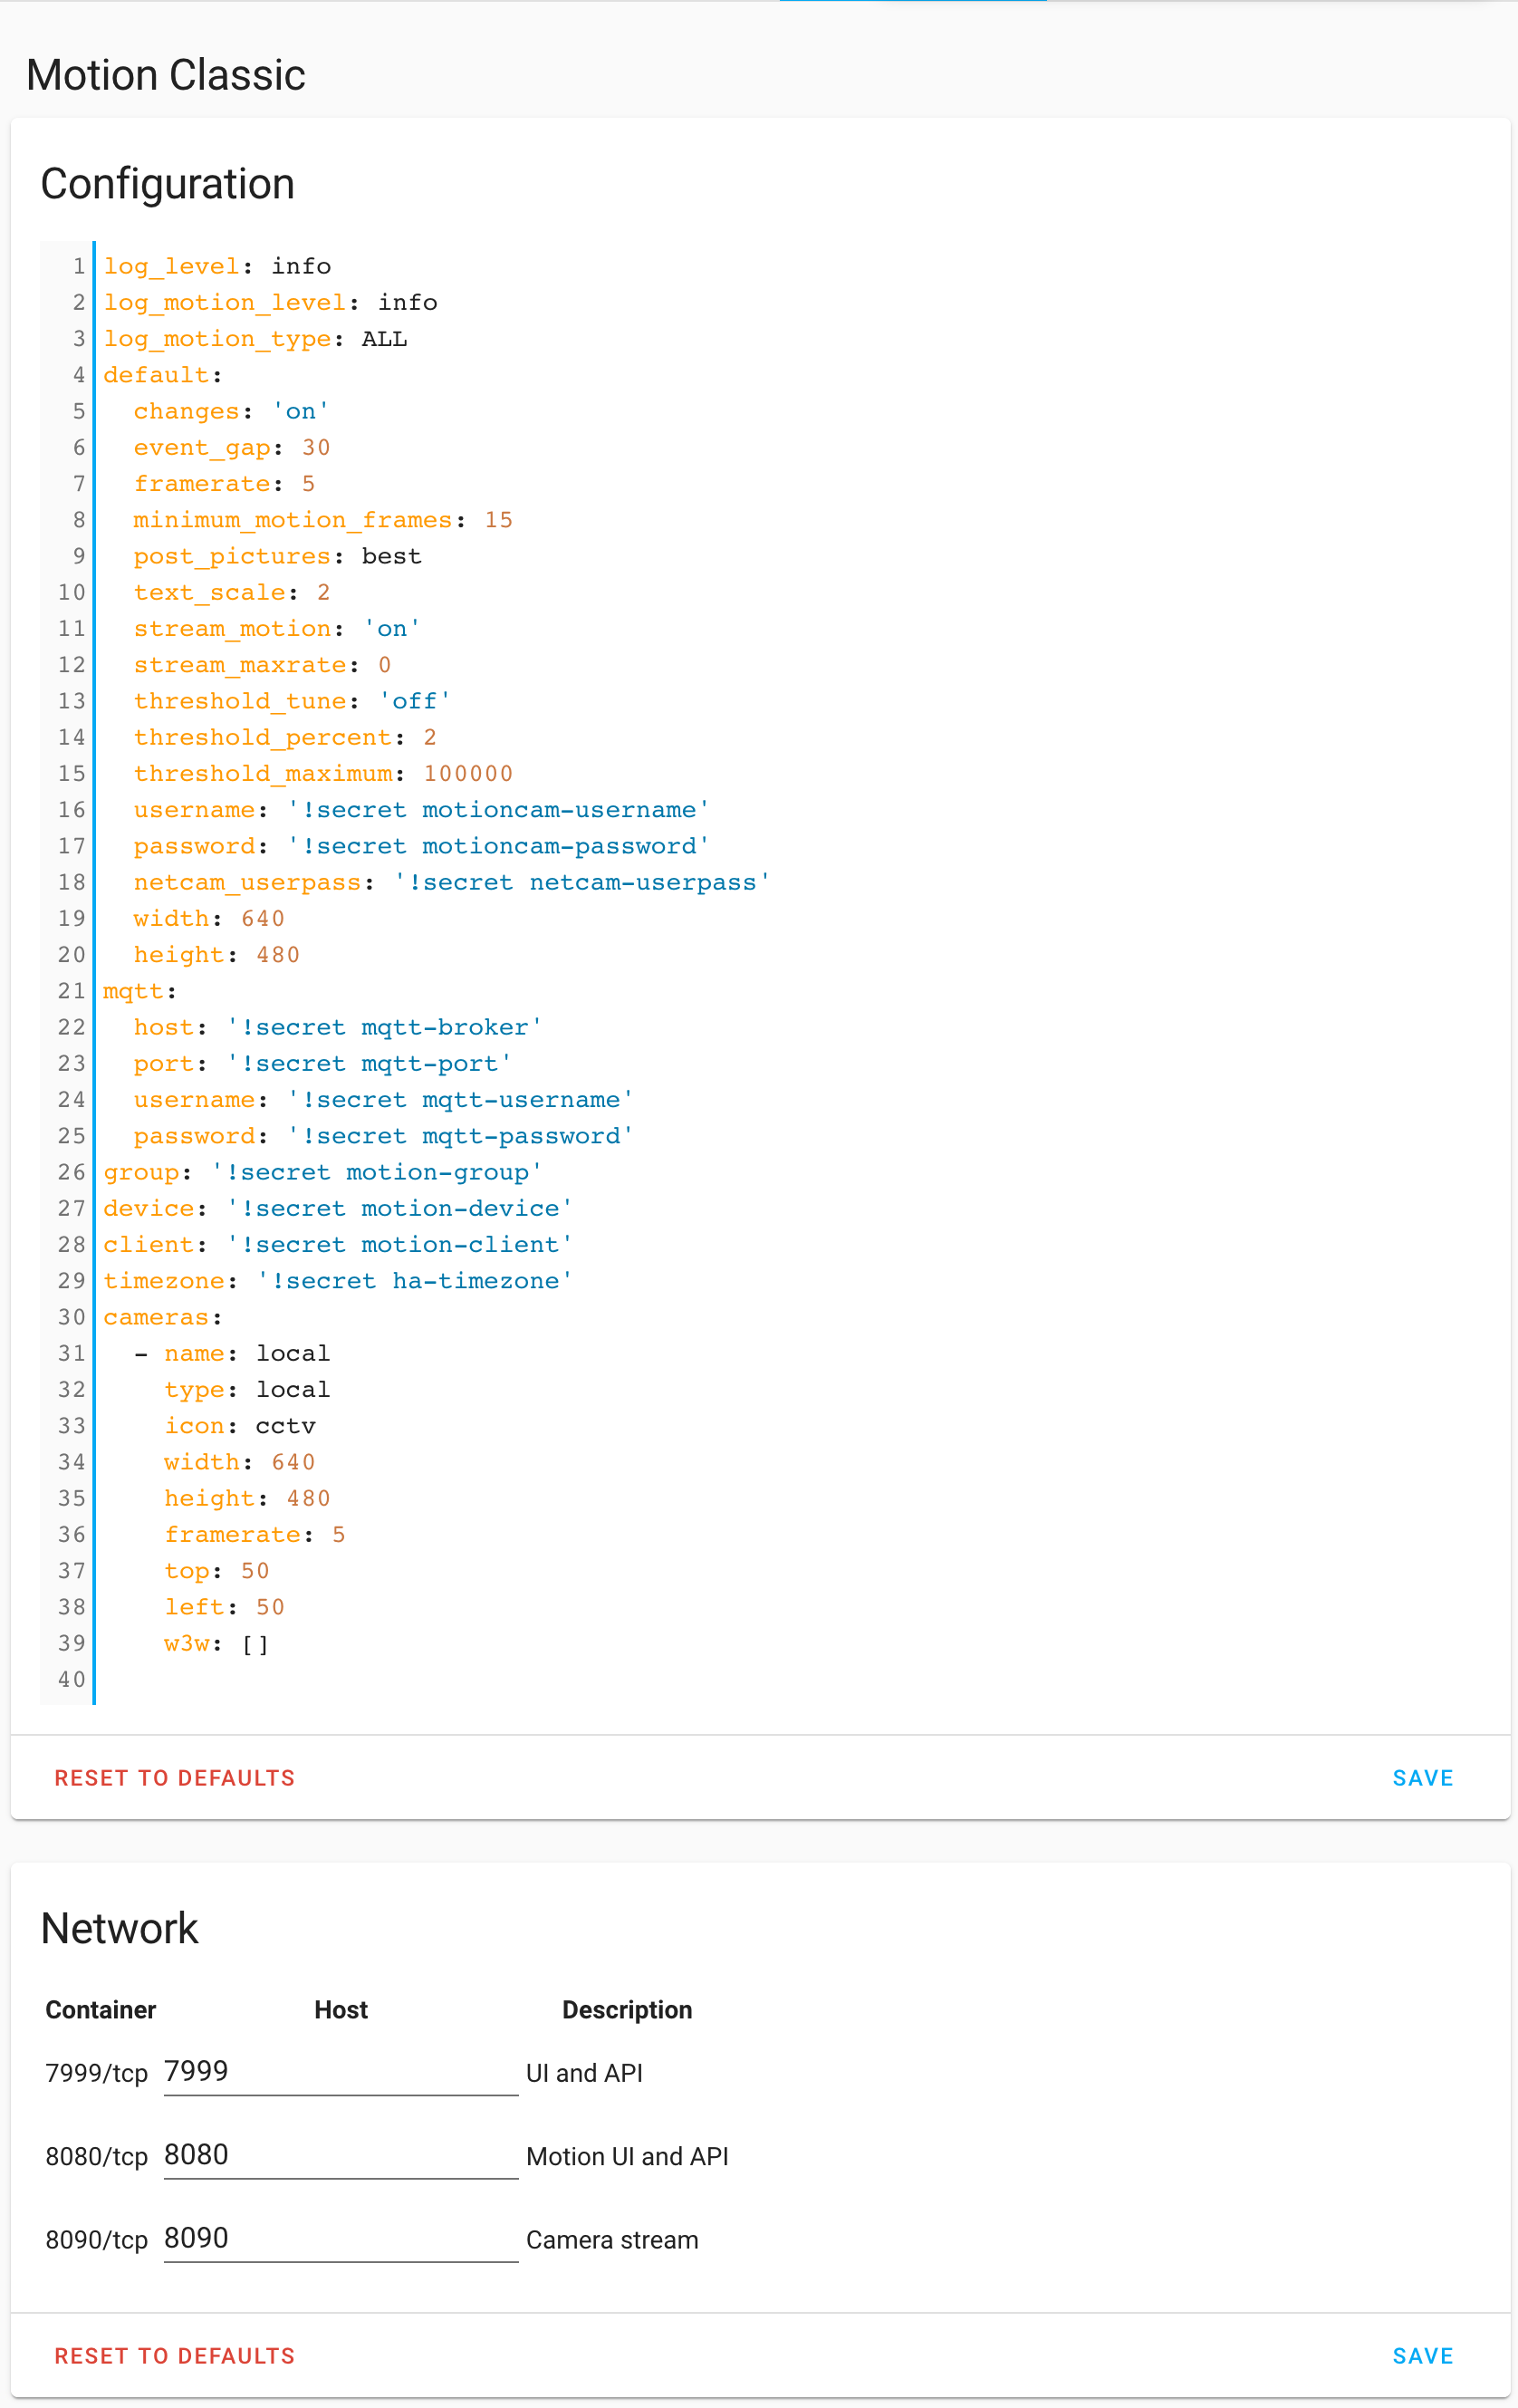 Motion Classic
Configuration
1 log_level: info
2 log_motion_level: info
3 log_motion_type: ALL
4 default:
5   changes: 'on'
6   event_gap: 30
7   framerate: 5
8   minimum_motion_frames: 15
9   post_pictures: best
10   text_scale: 2
11   stream_motion: 'on'
12   stream_maxrate: 0
13   threshold_tune: 'off'
14   threshold_percent: 2
15   threshold_maximum: 100000
16   username: '!secret motioncam-username'
17   password: '!secret motioncam-password'
18   netcam_userpass: '!secret netcam-userpass'
19   width: 640
20   height: 480
21 mqtt:
22   host: '!secret mqtt-broker'
23   port: '!secret mqtt-port'
24   username: '!secret mqtt-username'
25   password: '!secret mqtt-password'
26 group: '!secret motion-group'
27 device: '!secret motion-device'
28 client: '!secret motion-client'
29 timezone: '!secret ha-timezone'
30 cameras:
31   - name: local
32     type: local
33     icon: cctv
34     width: 640
35     height: 480
36     framerate: 5
37     top: 50
38     left: 50
39     w3w: []
40
RESET TO DEFAULTS SAVE
Network
Container Host Description
7999/tcp 7999 UI and API
8080/tcp 8080 Motion UI and API
8090/tcp 8090 Camera stream
RESET TO DEFAULTS SAVE